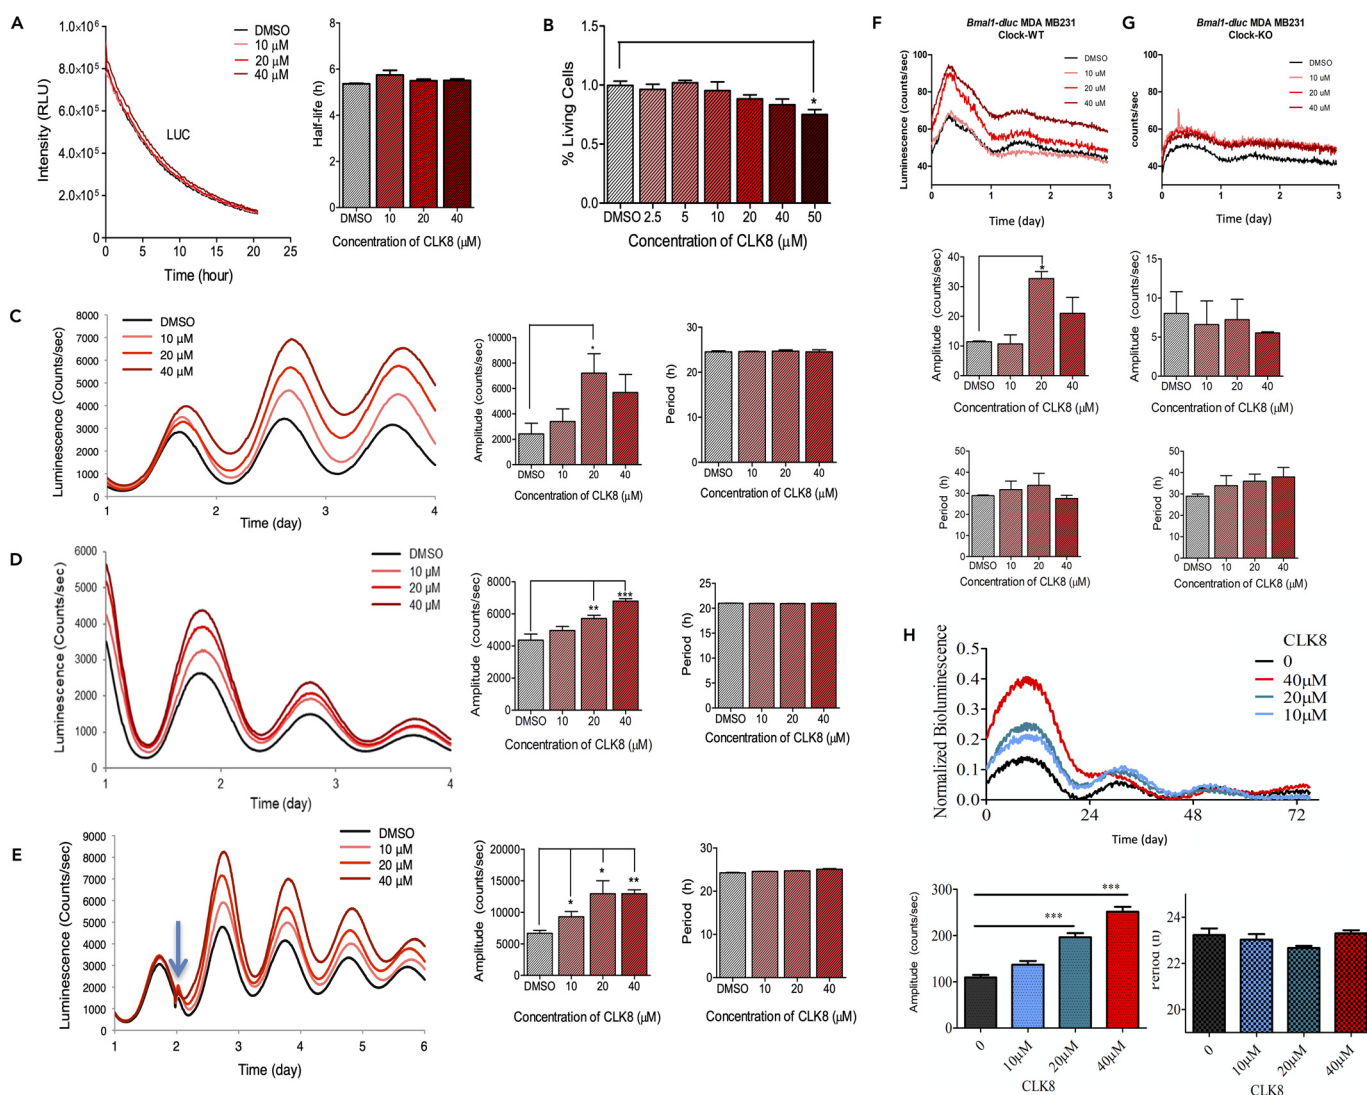 A
1.0×10⁶
8.0×10⁵
6.0×10⁵
4.0×10⁵
2.0×10⁵
0
Intensity (RLU)
DMSO
10 μM
20 μM
40 μM
LUC
0 5 10 15 20 25
Time (hour)
8
6
4
2
0
Half-life (h)
DMSO 10 20 40
Concentration of CLK8 (μM)
B
1.5
1.0
0.5
0.0
% Living Cells
*
DMSO 2.5 5 10 20 40 50
Concentration of CLK8 (μM)
C
8000
7000
6000
5000
4000
3000
2000
1000
0
Luminescence (Counts/sec)
DMSO
10 μM
20 μM
40 μM
1 2 3 4
Time (day)
10000
8000
6000
4000
2000
0
Amplitude (counts/sec)
*
DMSO 10 20 40
Concentration of CLK8 (μM)
30
20
10
0
Period (h)
DMSO 10 20 40
Concentration of CLK8 (μM)
D
6000
5000
4000
3000
2000
1000
0
Luminescence (Counts/sec)
DMSO
10 μM
20 μM
40 μM
1 2 3 4
Time (day)
8000
6000
4000
2000
0
Amplitude (counts/sec)
** ***
DMSO 10 20 40
Concentration of CLK8 (μM)
25
20
15
10
5
0
Period (h)
DMSO 10 20 40
Concentration of CLK8 (μM)
E
9000
8000
7000
6000
5000
4000
3000
2000
1000
0
Luminescence (Counts/sec)
DMSO
10 μM
20 μM
40 μM
1 2 3 4 5 6
Time (day)
20000
15000
10000
5000
0
Amplitude (counts/sec)
* * **
DMSO 10 20 40
Concentration of CLK8 (μM)
30
20
10
0
Period (h)
DMSO 10 20 40
Concentration of CLK8 (μM)
F
Bmal1-dluc MDA MB231
Clock-WT
100
80
60
40
Luminescence (counts/sec)
DMSO
10 uM
20 uM
40 uM
0 1 2 3
Time (day)
40
30
20
10
0
Amplitude (counts/sec)
*
DMSO 10 20 40
Concentration of CLK8 (μM)
50
40
30
20
10
0
Period (h)
DMSO 10 20 40
Concentration of CLK8 (μM)
G
Bmal1-dluc MDA MB231
Clock-KO
100
80
60
40
counts/sec
DMSO
10 uM
20 uM
40 uM
0 1 2 3
Time (day)
15
10
5
0
Amplitude (counts/sec)
DMSO 10 20 40
Concentration of CLK8 (μM)
50
40
30
20
10
0
Period (h)
DMSO 10 20 40
Concentration of CLK8 (μM)
H
0.5
0.4
0.3
0.2
0.1
0.0
Normalized Bioluminescence
CLK8
0
40μM
20μM
10μM
0 24 48 72
Time (day)
300
200
100
0
Amplitude (counts/sec)
***
***
0 10μM 20μM 40μM
CLK8
24
22
20
Period (h)
0 10μM 20μM 40μM
CLK8